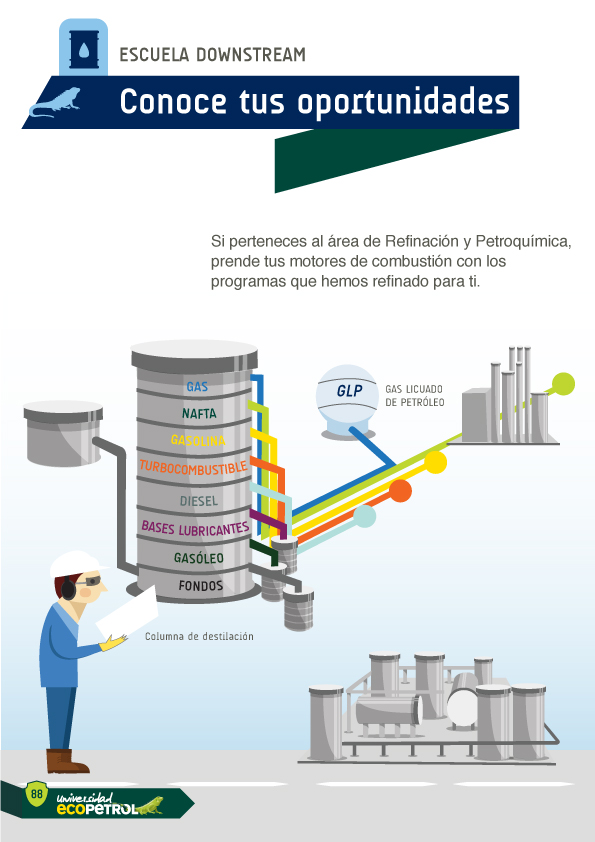 ESCUELA DOWNSTREAM
Conoce tus oportunidades
Si perteneces al área de Refinación y Petroquímica,
prende tus motores de combustión con los
programas que hemos refinado para ti.
GAS
NAFTA
GASOLINA
TURBOCOMBUSTIBLE
DIESEL
BASES LUBRICANTES
GASÓLEO
FONDOS
GLP
GAS LICUADO
DE PETRÓLEO
Columna de destilación
88
universidad
ecopetrol